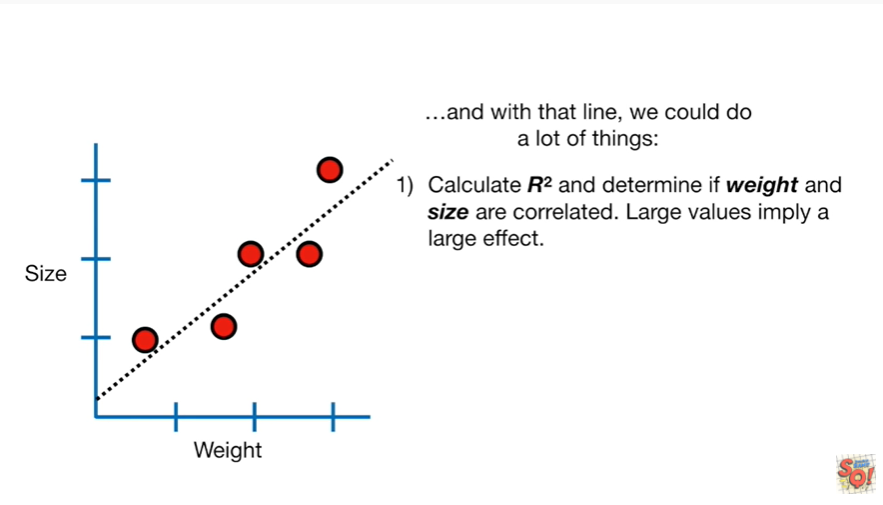 …and with that line, we could do
a lot of things:
1) Calculate R² and determine if weight and
size are correlated. Large values imply a
large effect.
Size
Weight
SQ!